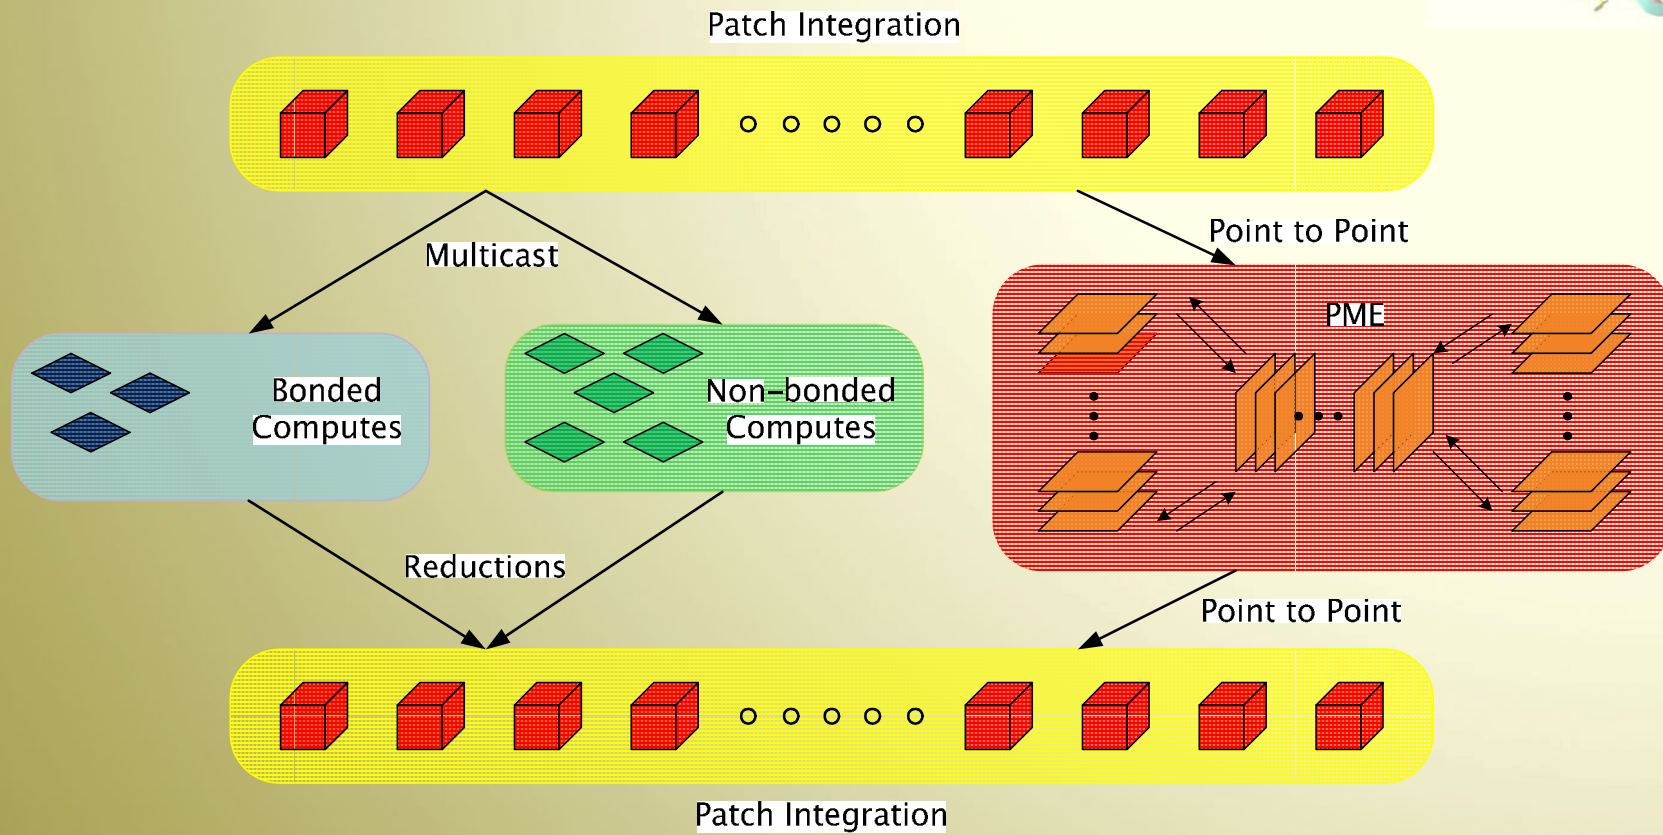 Patch Integration
Multicast
Point to Point
PME
Bonded
Computes
Non-bonded
Computes
Reductions
Point to Point
Patch Integration